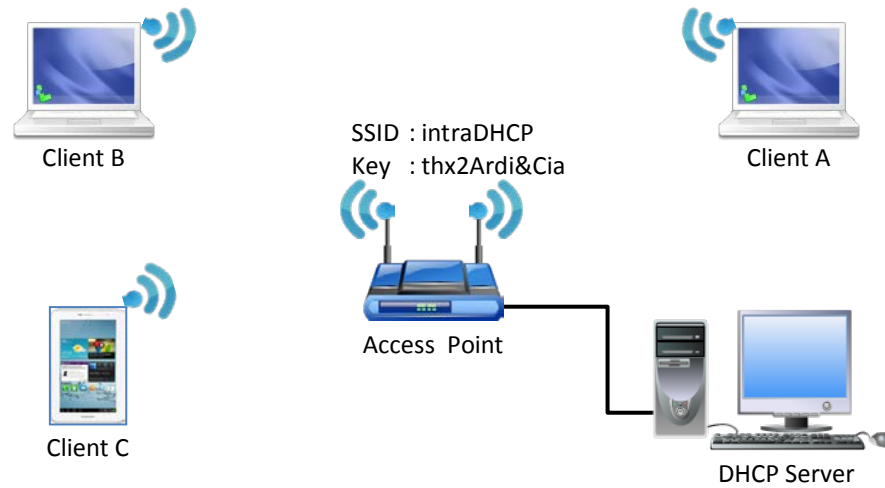 Client B
Client A
SSID : intraDHCP
Key : thx2Ardi&Cia
Access Point
Client C
DHCP Server